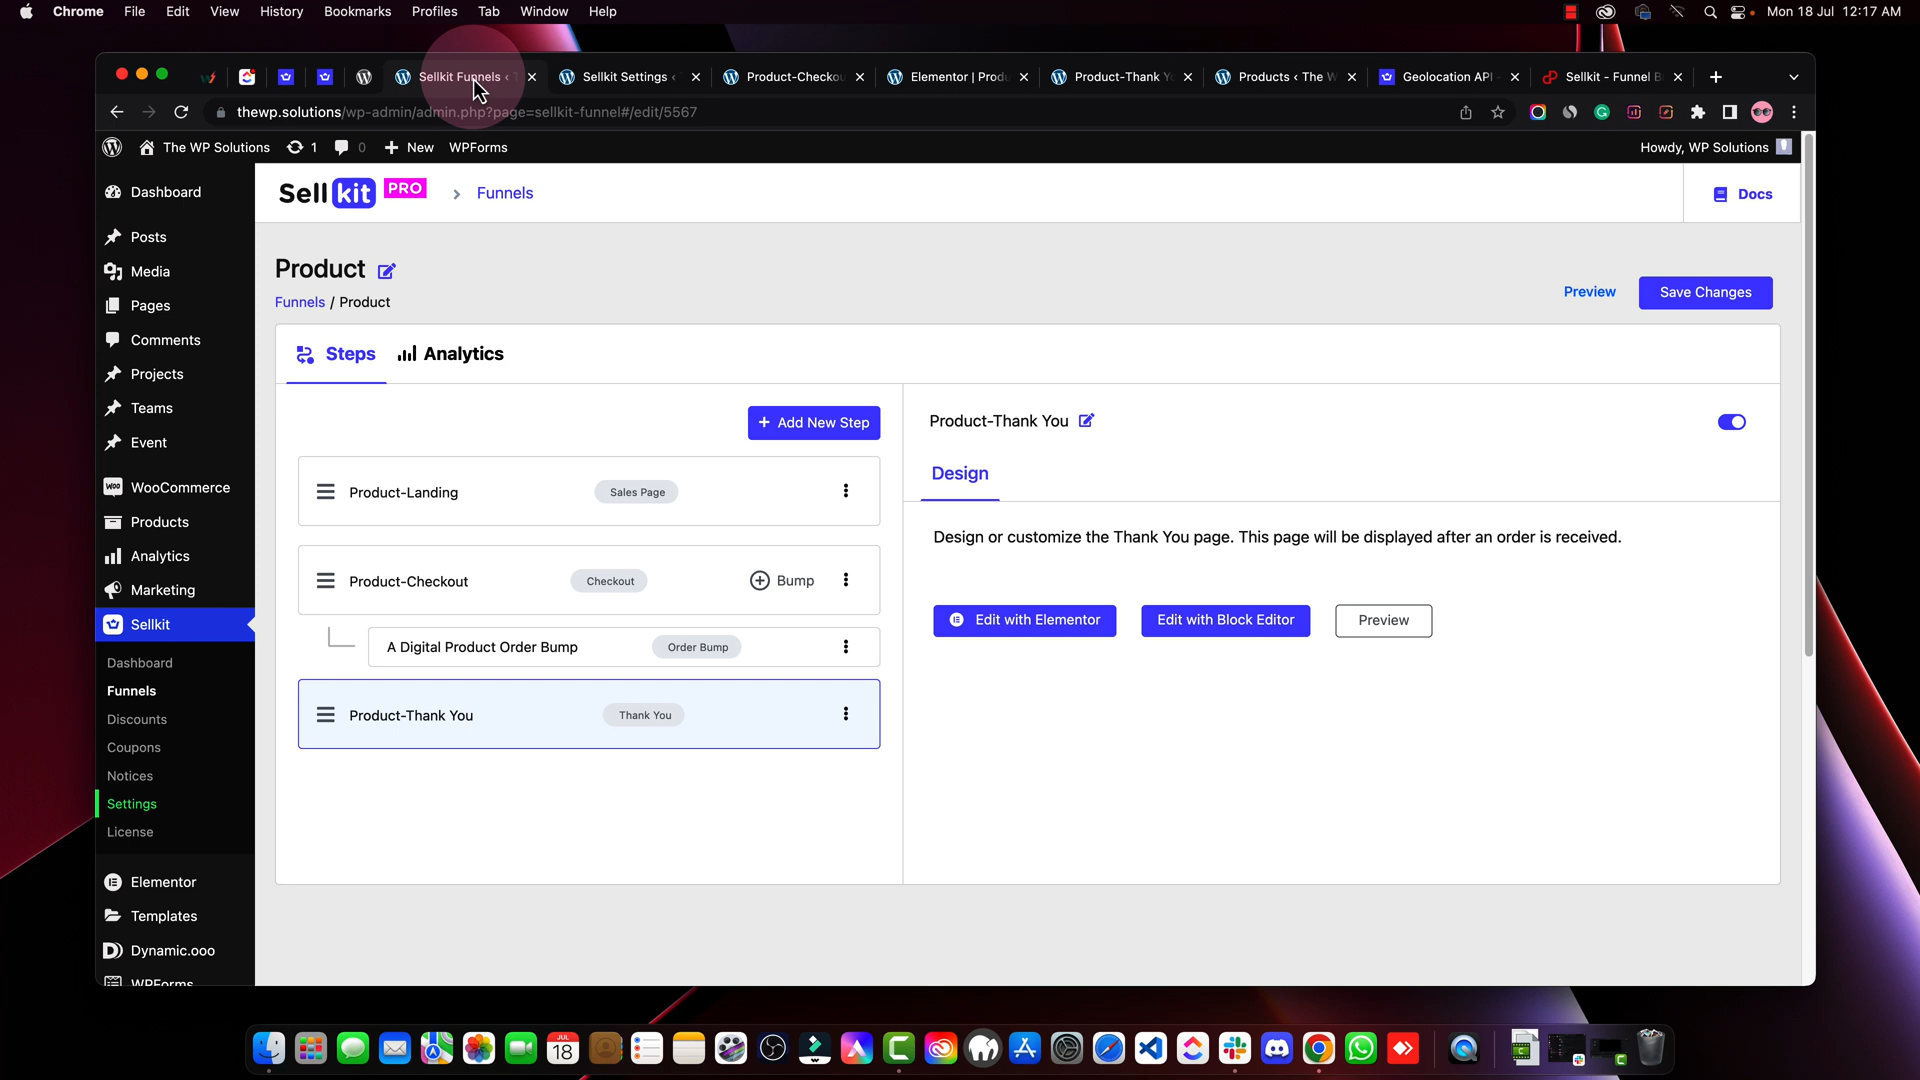 Chrome File Edit View History Bookmarks Profiles Tab Window Help Mon 18 Jul 12:17 AM
Sellkit Funnels ‹ Sellkit Settings ‹ Product-Checkou Elementor | Produ Product-Thank Y Products ‹ The W Geolocation API Sellkit - Funnel B
thewp.solutions/wp-admin/admin.php?page=sellkit-funnel#/edit/5567
The WP Solutions 1 0 New WPForms Howdy, WP Solutions
Dashboard
Posts
Media
Pages
Comments
Projects
Teams
Event
WooCommerce
Products
Analytics
Marketing
Sellkit
Dashboard
Funnels
Discounts
Coupons
Notices
Settings
License
Elementor
Templates
Dynamic.ooo
WPForms
Sell kit PRO › Funnels
Docs
Product
Funnels / Product
Preview
Save Changes
Steps Analytics
+ Add New Step
Product-Landing Sales Page
Product-Checkout Checkout Bump
A Digital Product Order Bump Order Bump
Product-Thank You Thank You
Product-Thank You
Design
Design or customize the Thank You page. This page will be displayed after an order is received.
Edit with Elementor
Edit with Block Editor
Preview
JUL
18